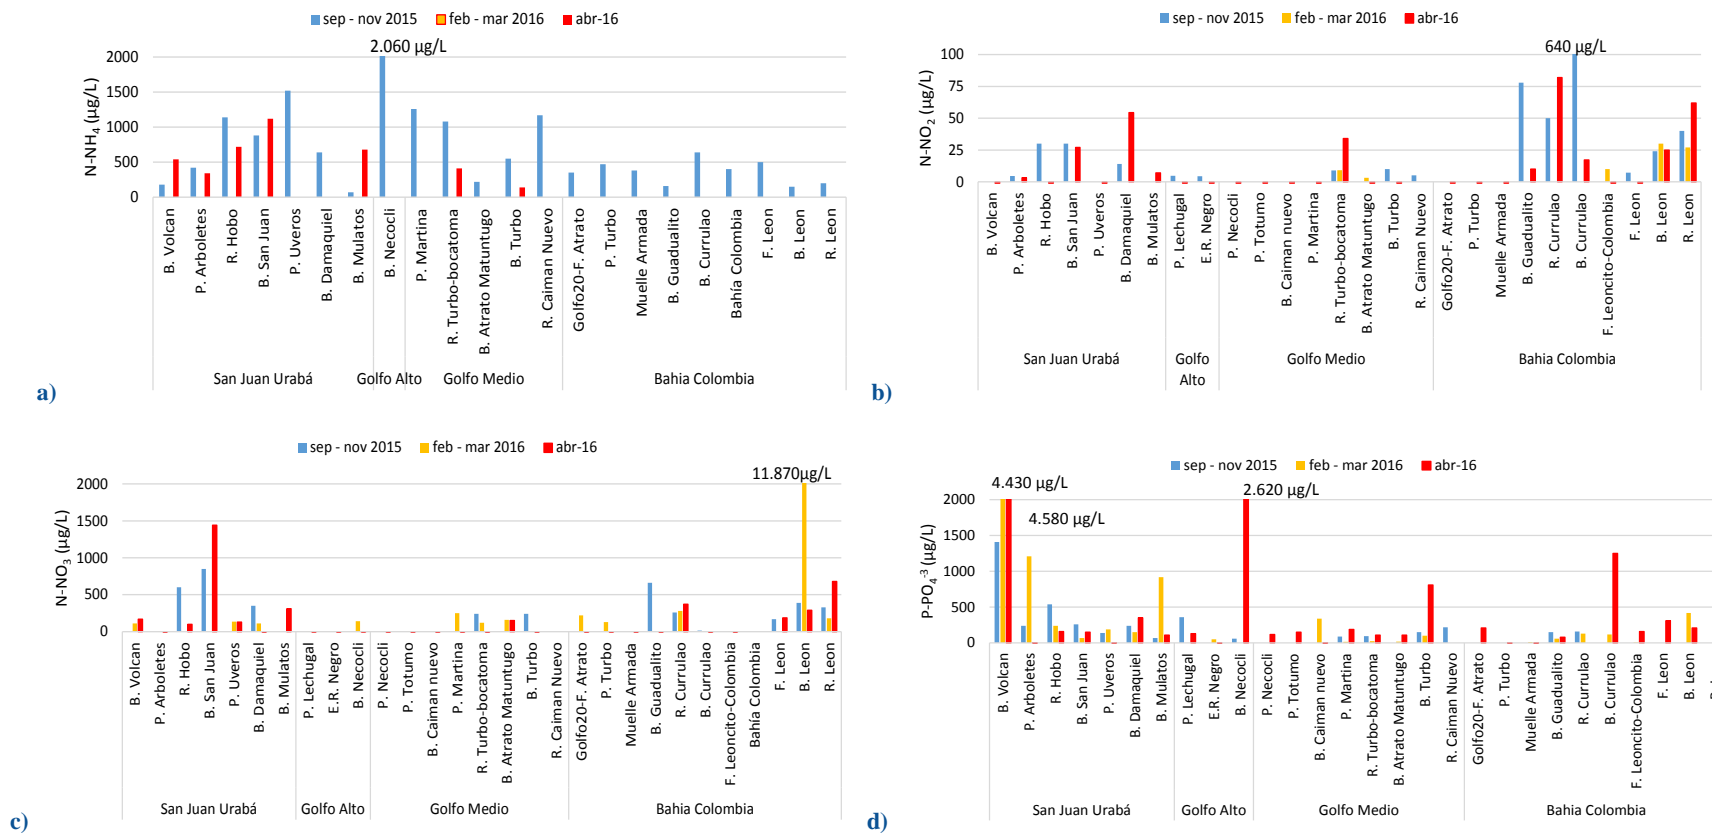 sep - nov 2015 feb - mar 2016 abr-16
2.060 µg/L
N-NH4 (µg/L)
2000
1500
1000
500
0
B. Volcan
P. Arboletes
R. Hobo
B. San Juan
P. Uveros
B. Damaquiel
B. Mulatos
B. Necocli
P. Martina
R. Turbo-bocatoma
B. Atrato Matuntugo
B. Turbo
R. Caiman Nuevo
Golfo20-F. Atrato
P. Turbo
Muelle Armada
B. Guadualito
B. Currulao
Bahía Colombia
F. Leon
B. Leon
R. Leon
San Juan Urabá Golfo Alto Golfo Medio Bahia Colombia
a)
sep - nov 2015 feb - mar 2016 abr-16
640 µg/L
N-NO2 (µg/L)
100
75
50
25
0
B. Volcan
P. Arboletes
R. Hobo
B. San Juan
P. Uveros
B. Damaquiel
B. Mulatos
P. Lechugal
E.R. Negro
P. Necocli
P. Totumo
B. Caiman nuevo
P. Martina
R. Turbo-bocatoma
B. Atrato Matuntugo
B. Turbo
R. Caiman Nuevo
Golfo20-F. Atrato
P. Turbo
Muelle Armada
B. Guadualito
R. Currulao
B. Currulao
F. Leoncito-Colombia
F. Leon
B. Leon
R. Leon
San Juan Urabá Golfo Alto Golfo Medio Bahia Colombia
b)
sep - nov 2015 feb - mar 2016 abr-16
11.870µg/L
N-NO3 (µg/L)
2000
1500
1000
500
0
B. Volcan
P. Arboletes
R. Hobo
B. San Juan
P. Uveros
B. Damaquiel
B. Mulatos
P. Lechugal
E.R. Negro
B. Necocli
P. Necocli
P. Totumo
B. Caiman nuevo
P. Martina
R. Turbo-bocatoma
B. Atrato Matuntugo
B. Turbo
R. Caiman Nuevo
Golfo20-F. Atrato
P. Turbo
Muelle Armada
B. Guadualito
R. Currulao
B. Currulao
F. Leoncito-Colombia
Bahía Colombia
F. Leon
B. Leon
R. Leon
San Juan Urabá Golfo Alto Golfo Medio Bahia Colombia
c)
sep - nov 2015 feb - mar 2016 abr-16
4.430 µg/L
2.620 µg/L
4.580 µg/L
P-PO4-3 (µg/L)
2000
1500
1000
500
0
B. Volcan
P. Arboletes
R. Hobo
B. San Juan
P. Uveros
B. Damaquiel
B. Mulatos
P. Lechugal
E.R. Negro
B. Necocli
P. Necocli
P. Totumo
B. Caiman nuevo
P. Martina
R. Turbo-bocatoma
B. Atrato Matuntugo
B. Turbo
R. Caiman Nuevo
Golfo20-F. Atrato
P. Turbo
Muelle Armada
B. Guadualito
R. Currulao
B. Currulao
F. Leoncito-Colombia
F. Leon
B. Leon
San Juan Urabá Golfo Alto Golfo Medio Bahia Colombia
d)